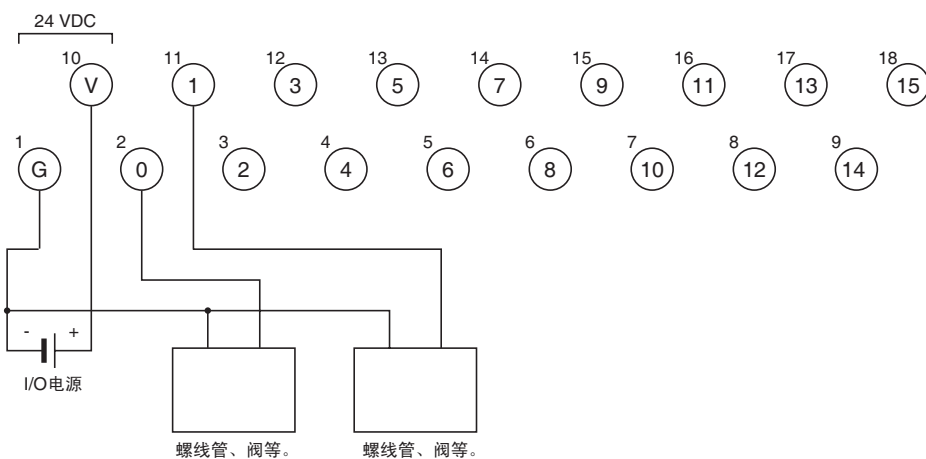 24 VDC
10 11 12 13 14 15 16 17 18
V 1 3 5 7 9 11 13 15
1 2 3 4 5 6 7 8 9
G 0 2 4 6 8 10 12 14
- +
I/O电源
螺线管、阀等。 螺线管、阀等。